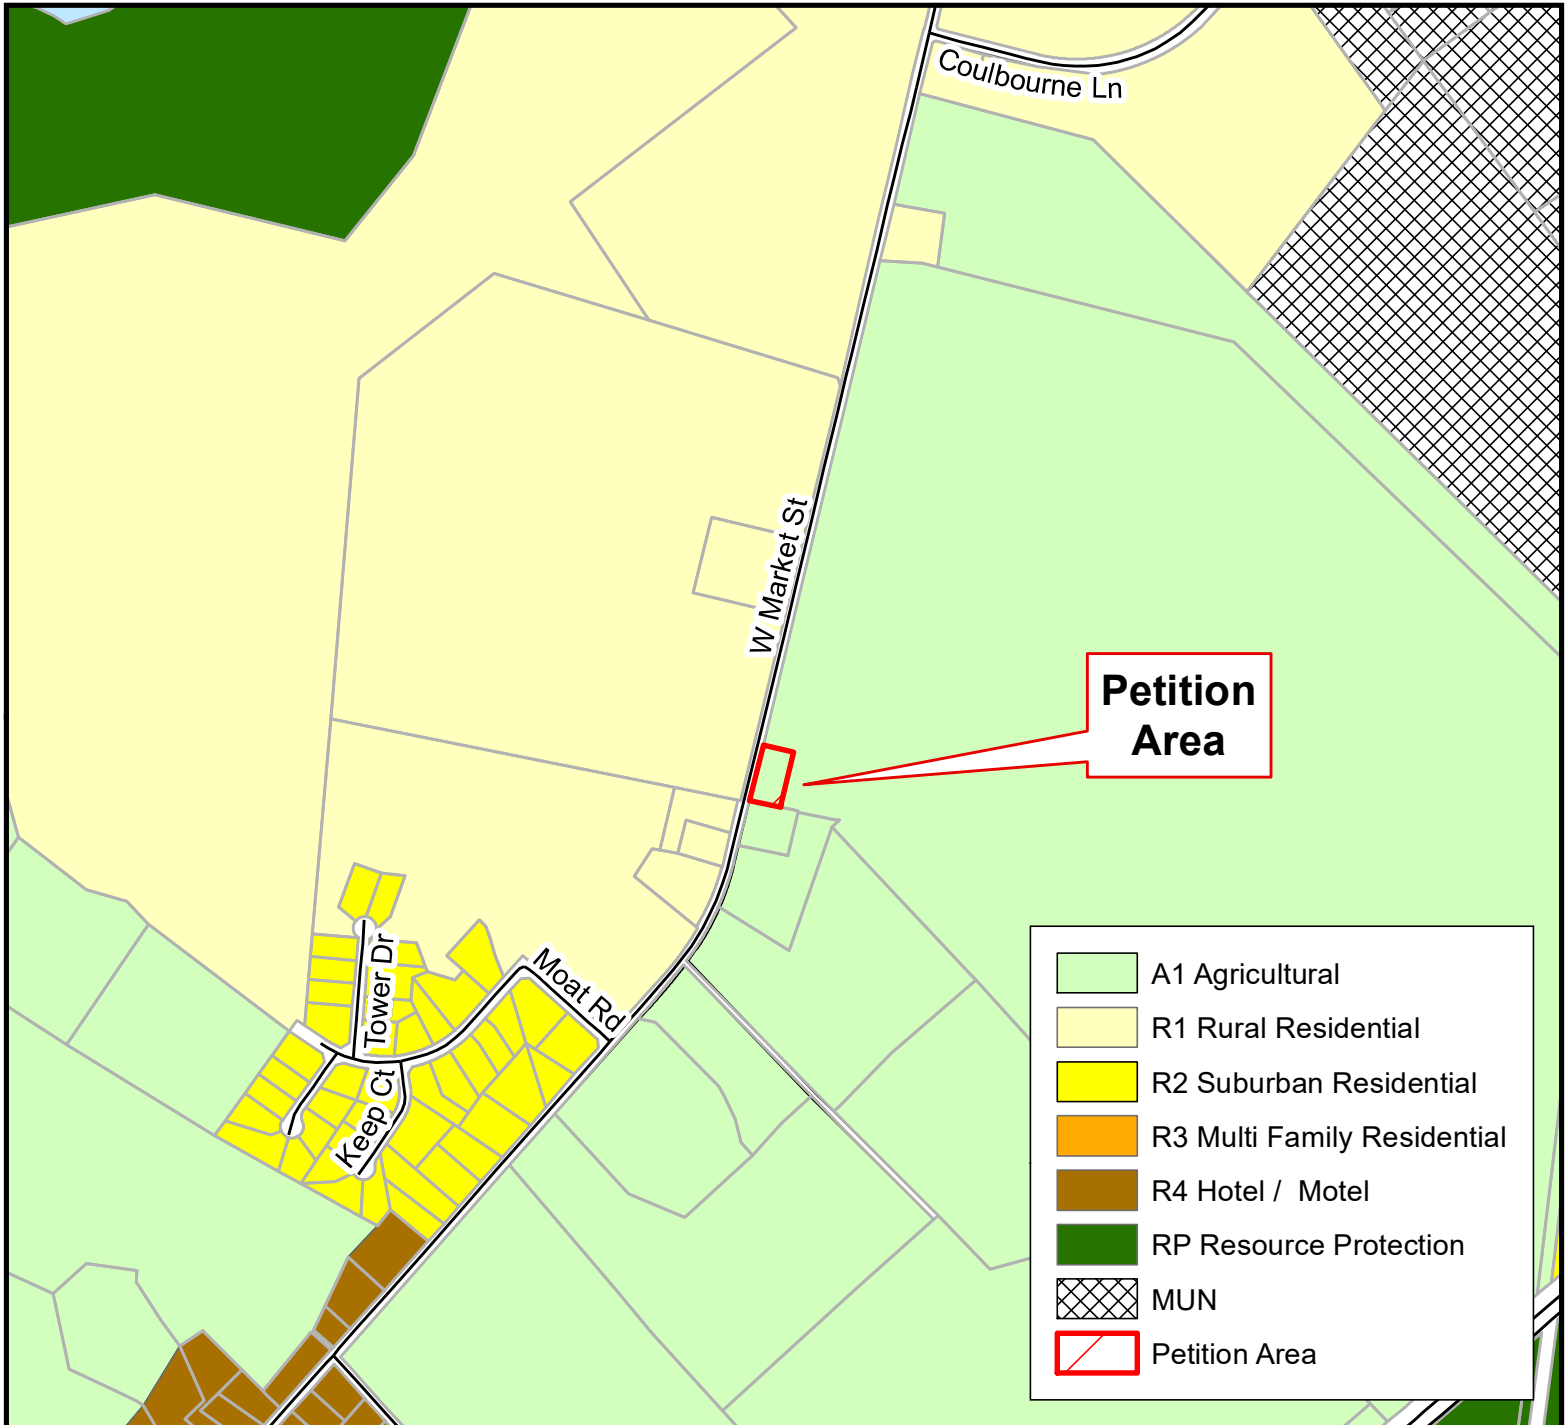 Coulbourne Ln
W Market St
Petition
Area
Tower Dr
Moat Rd
Keep Ct
A1 Agricultural
R1 Rural Residential
R2 Suburban Residential
R3 Multi Family Residential
R4 Hotel / Motel
RP Resource Protection
MUN
Petition Area